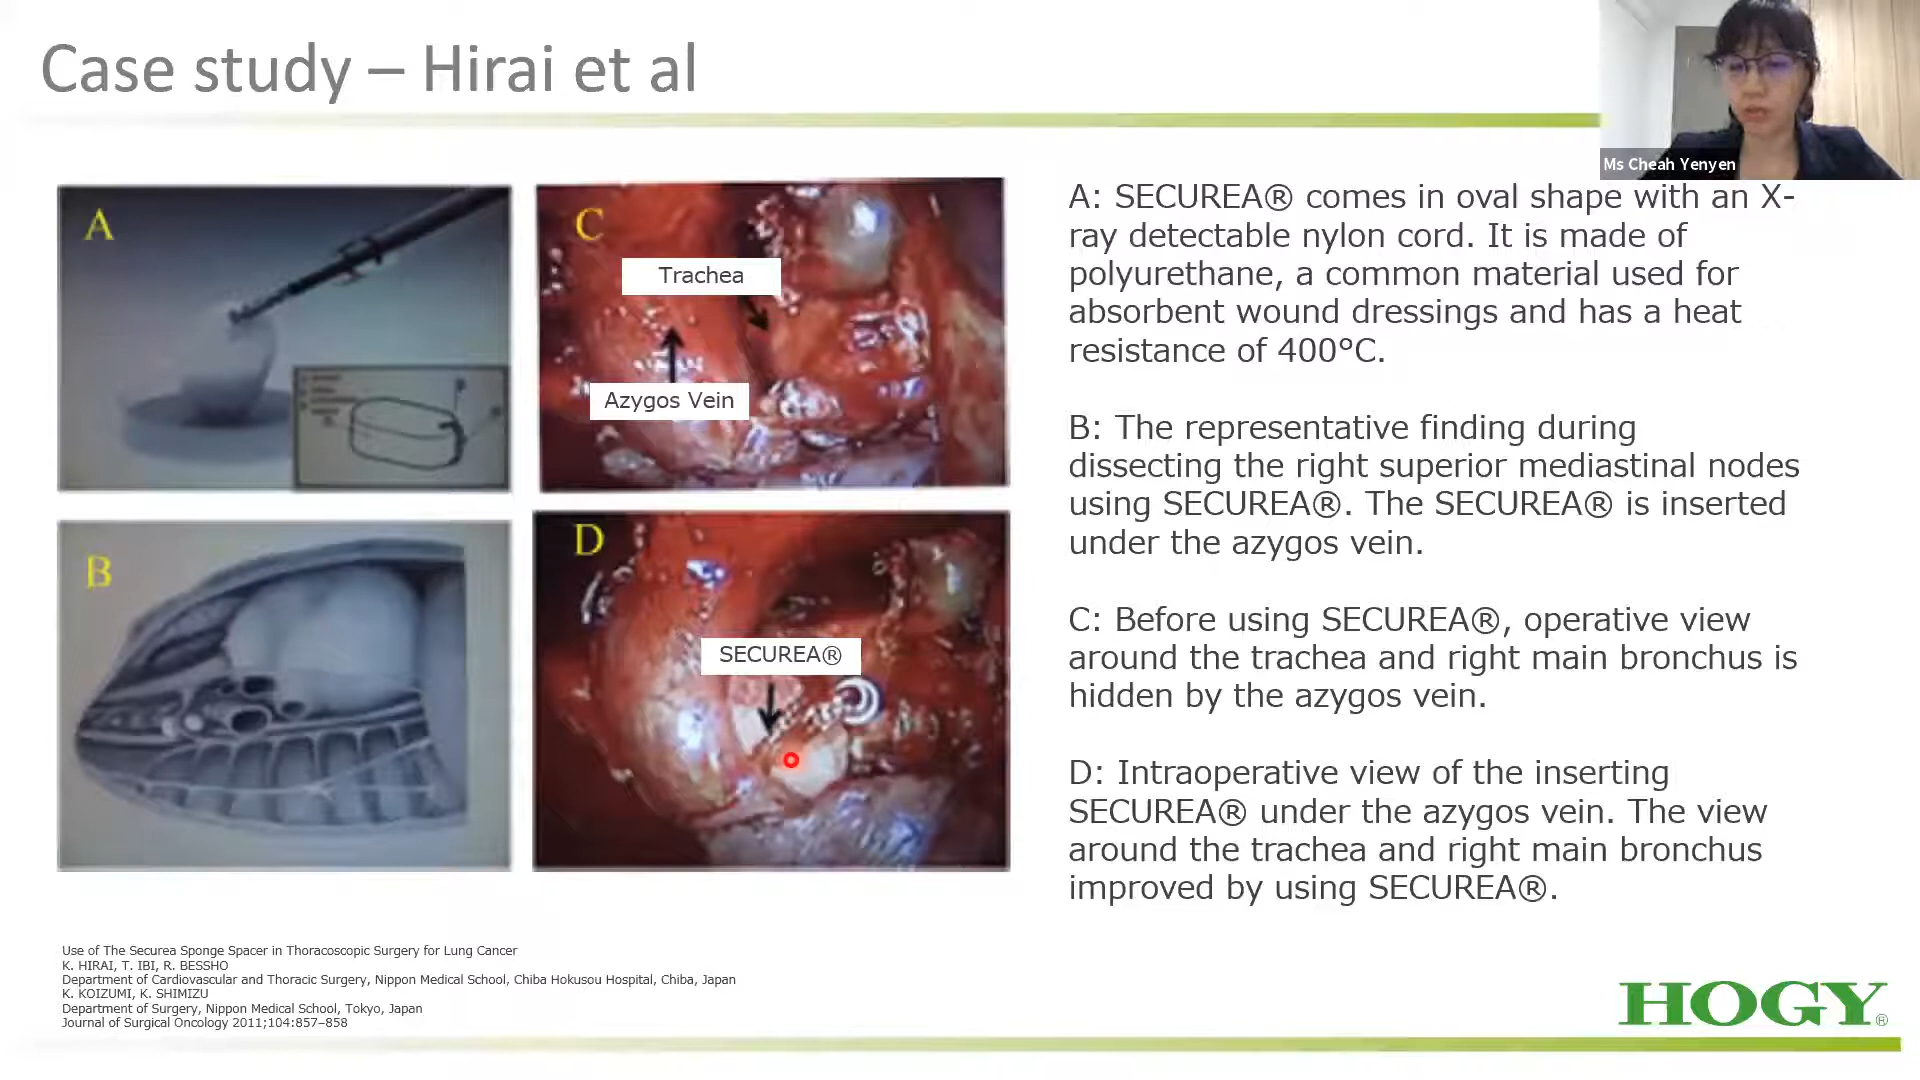 Case study – Hirai et al
Ms Cheah Yenyen
A
C
Trachea
Azygos Vein
B
D
SECUREA®
A: SECUREA® comes in oval shape with an X-
ray detectable nylon cord. It is made of
polyurethane, a common material used for
absorbent wound dressings and has a heat
resistance of 400°C.
B: The representative finding during
dissecting the right superior mediastinal nodes
using SECUREA®. The SECUREA® is inserted
under the azygos vein.
C: Before using SECUREA®, operative view
around the trachea and right main bronchus is
hidden by the azygos vein.
D: Intraoperative view of the inserting
SECUREA® under the azygos vein. The view
around the trachea and right main bronchus
improved by using SECUREA®.
Use of The Securea Sponge Spacer in Thoracoscopic Surgery for Lung Cancer
K. HIRAI, T. IBI, R. BESSHO
Department of Cardiovascular and Thoracic Surgery, Nippon Medical School, Chiba Hokusou Hospital, Chiba, Japan
K. KOIZUMI, K. SHIMIZU
Department of Surgery, Nippon Medical School, Tokyo, Japan
Journal of Surgical Oncology 2011;104:857–858
HOGY®